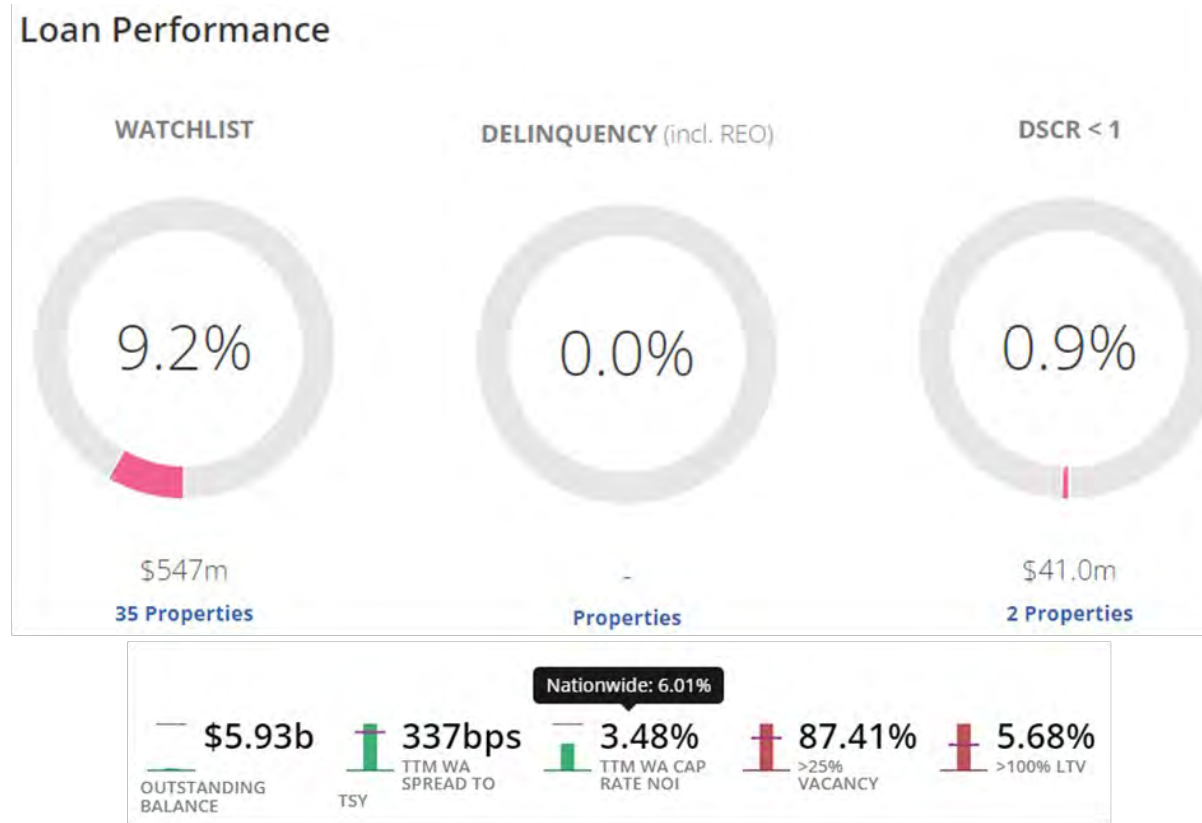 Loan Performance
WATCHLIST
DELINQUENCY (incl. REO)
DSCR < 1
9.2%
0.0%
0.9%
$547m
-
$41.0m
35 Properties
Properties
2 Properties
Nationwide: 6.01%
$5.93b
OUTSTANDING
BALANCE
337bps
TTM WA
SPREAD TO
TSY
3.48%
TTM WA CAP
RATE NOI
87.41%
>25%
VACANCY
5.68%
>100% LTV